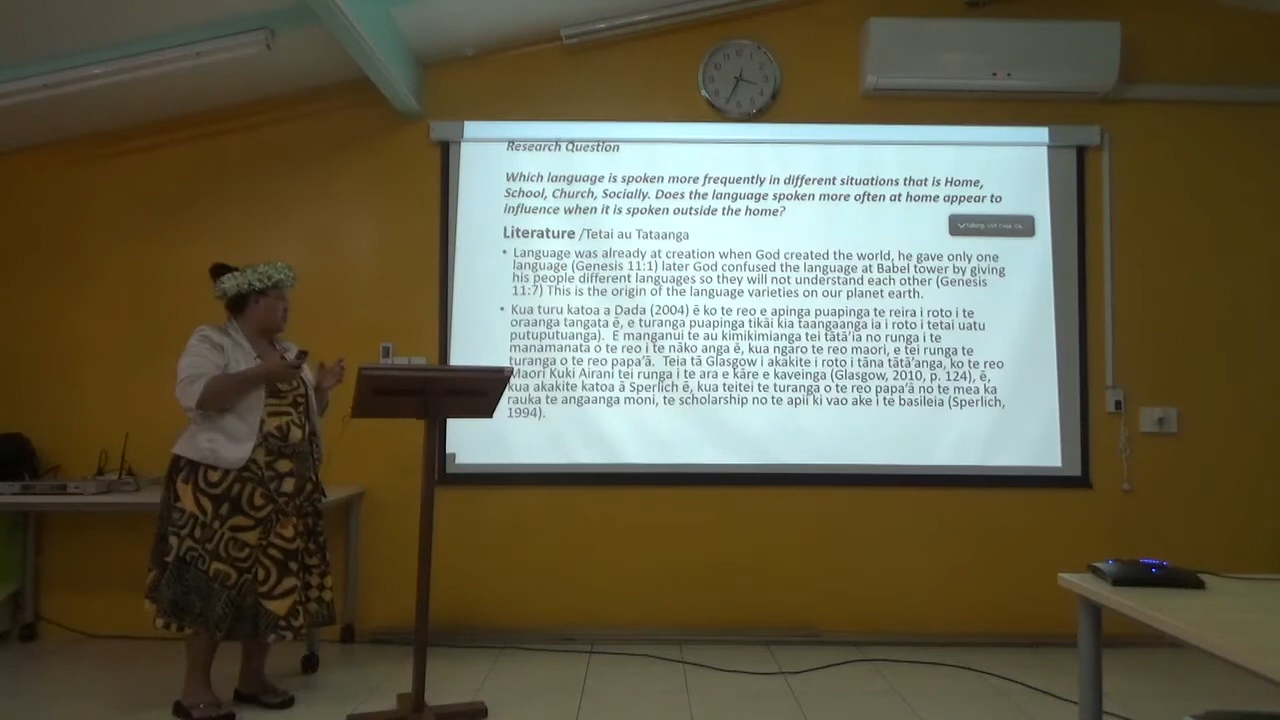 Research Question
Which language is spoken more frequently in different situations that is Home,
School, Church, Socially. Does the language spoken more often at home appear to
influence when it is spoken outside the home?
Literature /Tetai au Tataanga
• Language was already at creation when God created the world, he gave only one
language (Genesis 11:1) later God confused the language at Babel tower by giving
his people different languages so they will not understand each other (Genesis
11:7) This is the origin of the language varieties on our planet earth.
• Kua turu katoa a Dada (2004) ē ko te reo e apinga puapinga te reira i roto i te
oraanga tangata ē, e turanga puapinga tikāi kia taangaanga ia i roto i tetai uatu
putuputuanga). E manganui te au kimikimianga tei tātā’ia no runga i te
manamanata o te reo i te nāko anga ē, kua ngaro te reo maori, e tei runga te
turanga o te reo papa’ā. Teia tā Glasgow i akakite i roto i tāna tātā’anga, ko te reo
Maori Kuki Airani tei runga i te ara e kāre e kaveinga (Glasgow, 2010, p. 124), ē,
kua akakite katoa ā Sperlich ē, kua teitei te turanga o te reo papa’ā no te mea ka
rauka te angaanga moni, te scholarship no te apii ki vao ake i te basileia (Sperlich,
1994).
Talking: